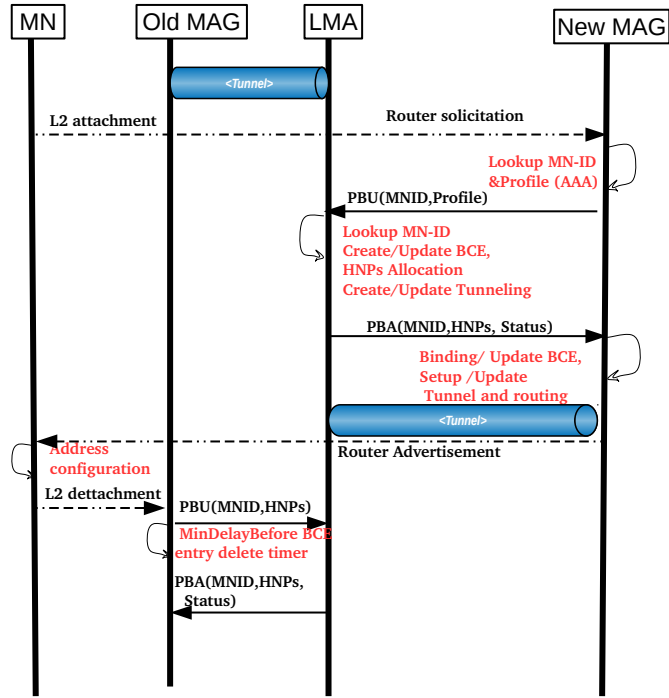 MN
Old MAG
LMA
New MAG
<Tunnel>
L2 attachment
Router solicitation
Lookup MN-ID
&Profile (AAA)
PBU(MNID,Profile)
Lookup MN-ID
Create/Update BCE,
HNPs Allocation
Create/Update Tunneling
PBA(MNID,HNPs, Status)
Binding/ Update BCE,
Setup /Update
Tunnel and routing
<Tunnel>
Router Advertisement
Address
configuration
L2 dettachment
PBU(MNID,HNPs)
MinDelayBefore BCE
entry delete timer
PBA(MNID,HNPs,
Status)